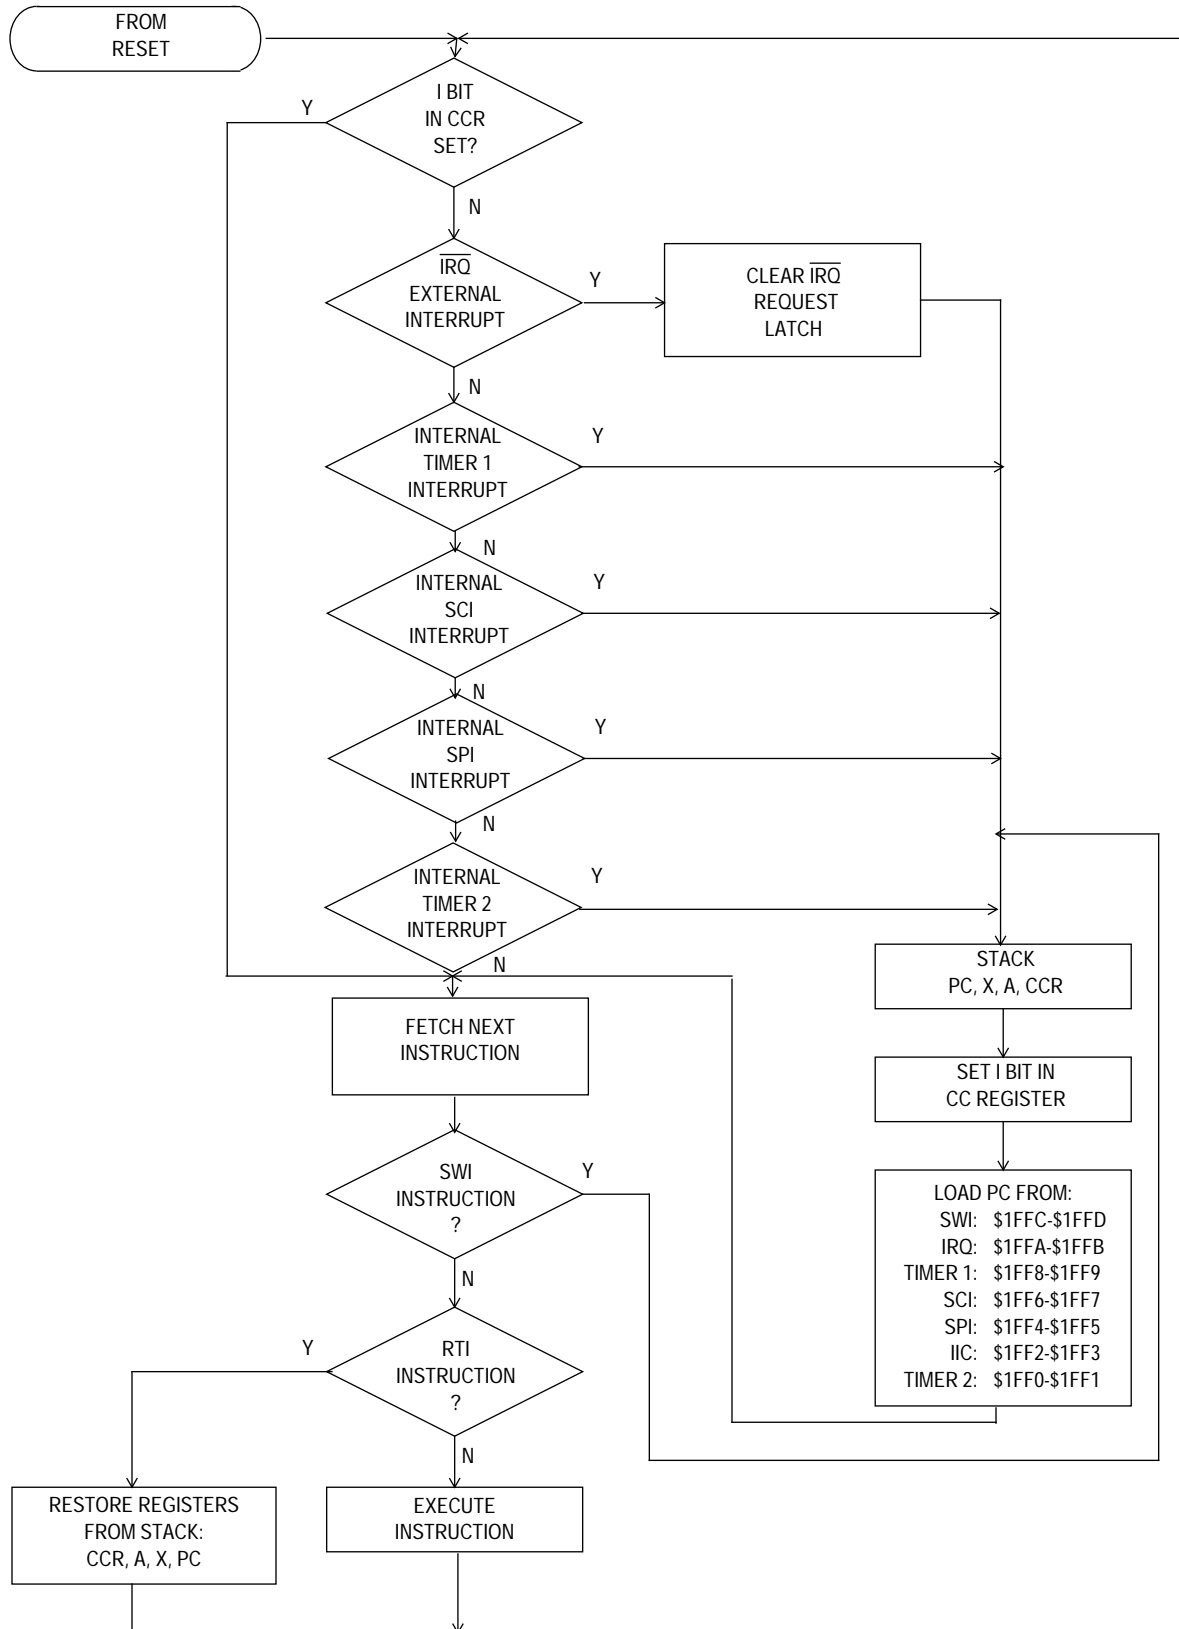 FROM
RESET
I BIT
IN CCR
SET?
Y
N
IRQ
EXTERNAL
INTERRUPT
Y
CLEAR IRQ
REQUEST
LATCH
N
INTERNAL
TIMER 1
INTERRUPT
Y
N
INTERNAL
SCI
INTERRUPT
Y
N
INTERNAL
SPI
INTERRUPT
Y
N
INTERNAL
TIMER 2
INTERRUPT
Y
N
STACK
PC, X, A, CCR
FETCH NEXT
INSTRUCTION
SET I BIT IN
CC REGISTER
SWI
INSTRUCTION
?
Y
N
LOAD PC FROM:
SWI: $1FFC-$1FFD
IRQ: $1FFA-$1FFB
TIMER 1: $1FF8-$1FF9
SCI: $1FF6-$1FF7
SPI: $1FF4-$1FF5
IIC: $1FF2-$1FF3
TIMER 2: $1FF0-$1FF1
RTI
INSTRUCTION
?
Y
N
RESTORE REGISTERS
FROM STACK:
CCR, A, X, PC
EXECUTE
INSTRUCTION